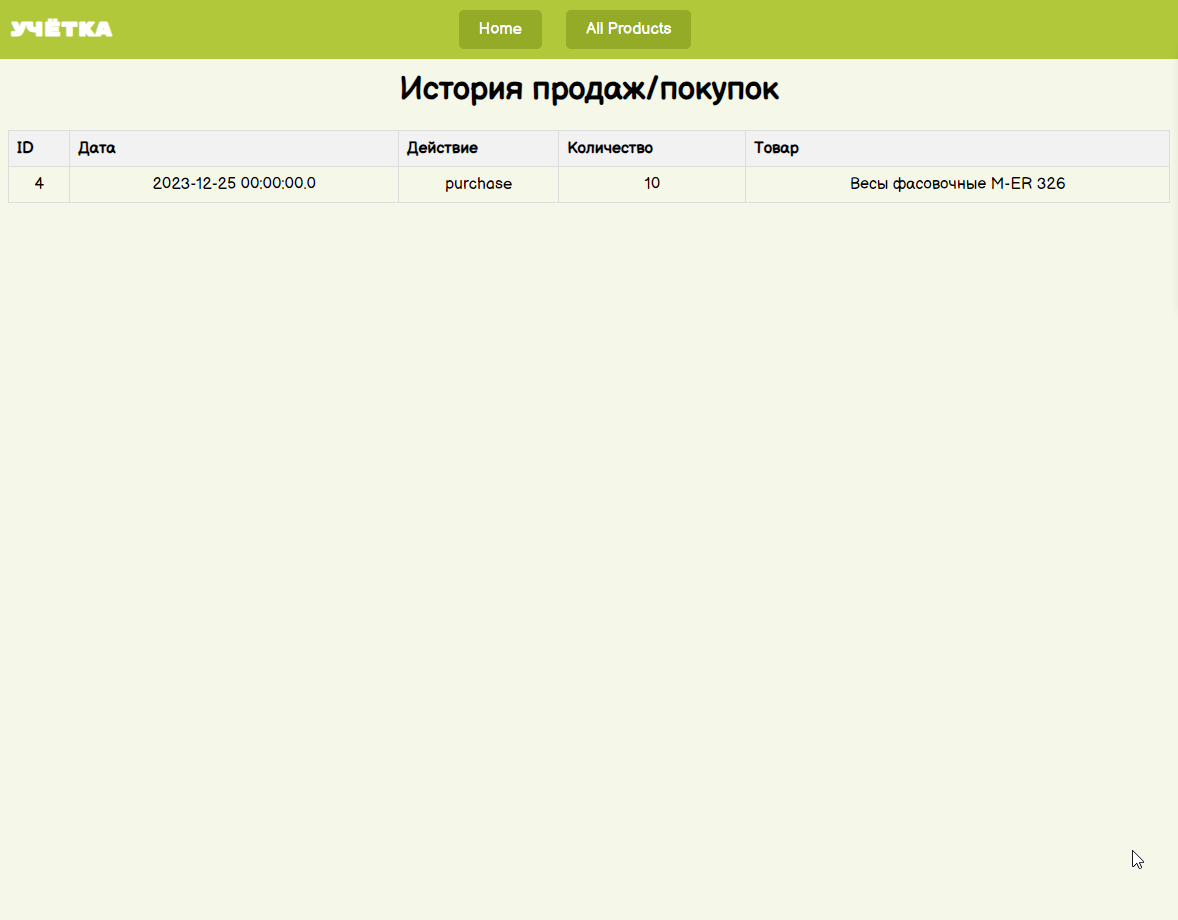 УЧЁТКА Home All Products
История продаж/покупок
ID Дата Действие Количество Товар
4 2023-12-25 00:00:00.0 purchase 10 Весы фасовочные M-ER 326